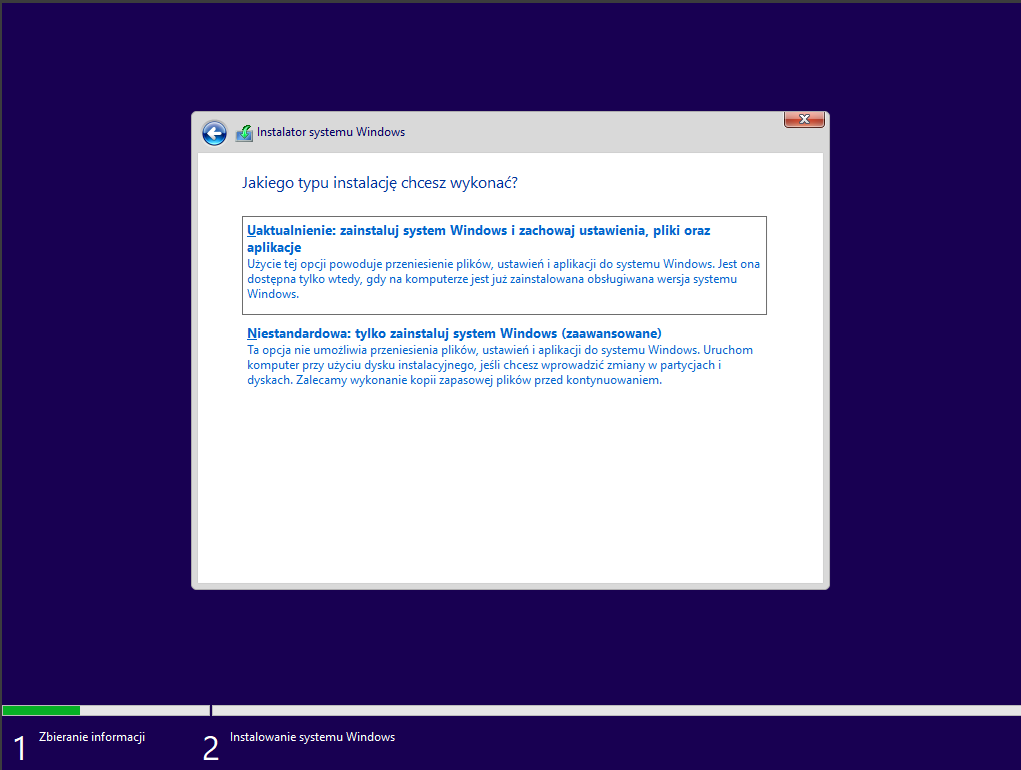 Instalator systemu Windows
Jakiego typu instalację chcesz wykonać?
Uaktualnienie: zainstaluj system Windows i zachowaj ustawienia, pliki oraz
aplikacje
Użycie tej opcji powoduje przeniesienie plików, ustawień i aplikacji do systemu Windows. Jest ona
dostępna tylko wtedy, gdy na komputerze jest już zainstalowana obsługiwana wersja systemu
Windows.
Niestandardowa: tylko zainstaluj system Windows (zaawansowane)
Ta opcja nie umożliwia przeniesienia plików, ustawień i aplikacji do systemu Windows. Uruchom
komputer przy użyciu dysku instalacyjnego, jeśli chcesz wprowadzić zmiany w partycjach i
dyskach. Zalecamy wykonanie kopii zapasowej plików przed kontynuowaniem.
1 Zbieranie informacji
2 Instalowanie systemu Windows